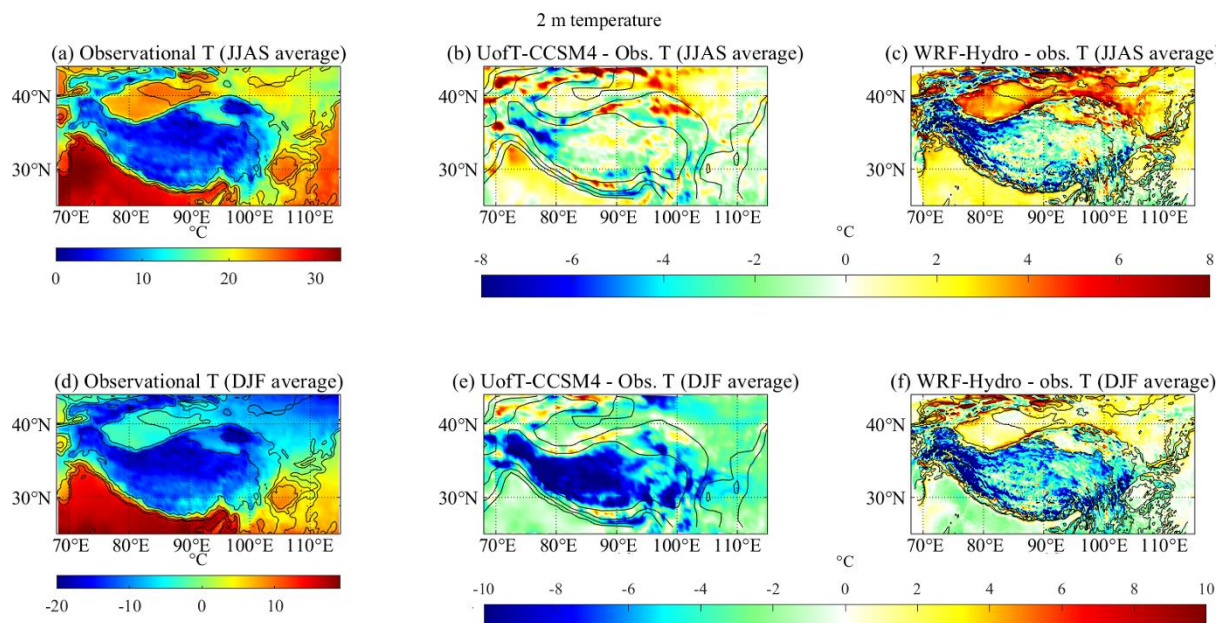 2 m temperature
(a) Observational T (JJAS average)
(b) UofT-CCSM4 - Obs. T (JJAS average)
(c) WRF-Hydro - obs. T (JJAS average)
40°N
30°N
70°E 80°E 90°E 100°E 110°E
°C
0 10 20 30
40°N
30°N
70°E 80°E 90°E 100°E 110°E
40°N
30°N
70°E 80°E 90°E 100°E 110°E
°C
-8 -6 -4 -2 0 2 4 6 8
(d) Observational T (DJF average)
(e) UofT-CCSM4 - Obs. T (DJF average)
(f) WRF-Hydro - obs. T (DJF average)
40°N
30°N
70°E 80°E 90°E 100°E 110°E
°C
-20 -10 0 10
40°N
30°N
70°E 80°E 90°E 100°E 110°E
40°N
30°N
70°E 80°E 90°E 100°E 110°E
°C
-10 -8 -6 -4 -2 0 2 4 6 8 10